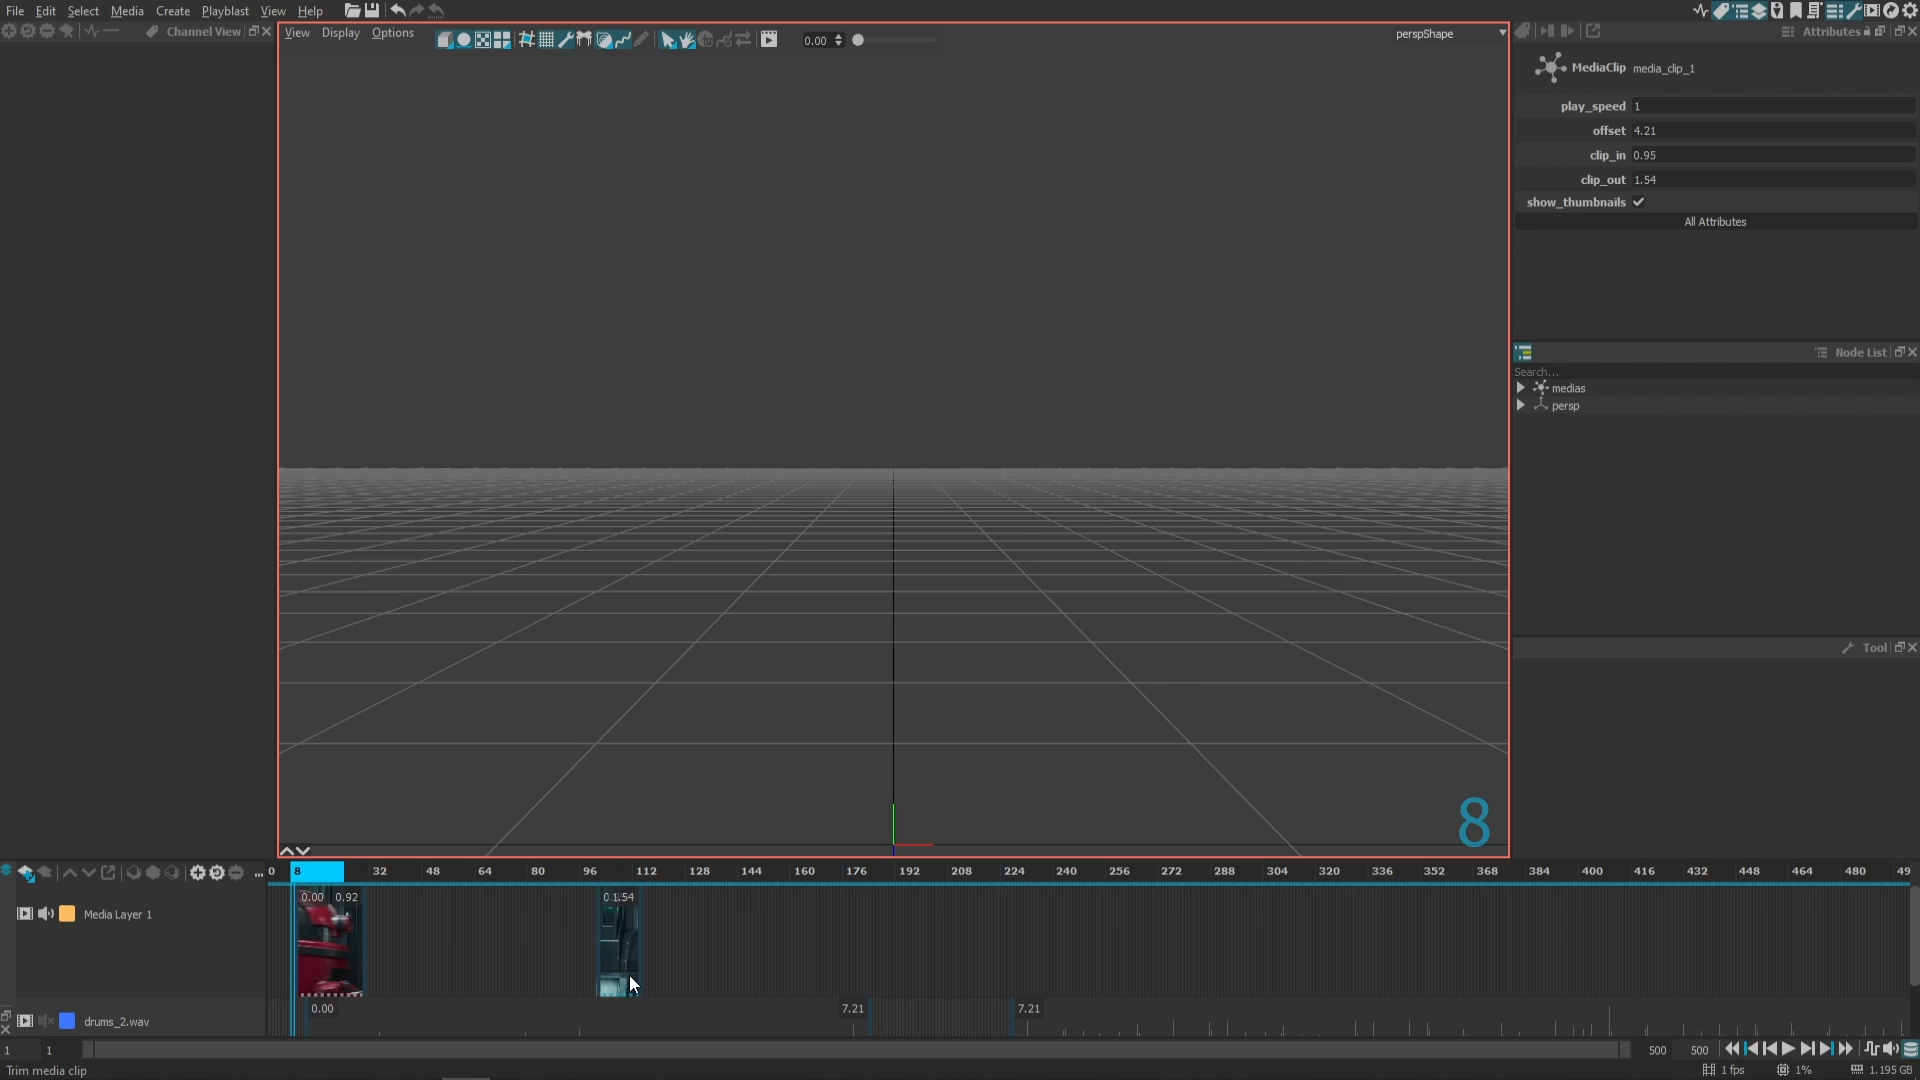 File Edit Select Media Create Playblast View Help
Channel View
View Display Options
0.00
perspShape
Attributes
MediaClip media_clip_1
play_speed 1
offset 4.21
clip_in 0.95
clip_out 1.54
show_thumbnails
All Attributes
Node List
Search...
medias
persp
Tool
8
0 8 32 48 64 80 96 112 128 144 160 176 192 208 224 240 256 272 288 304 320 336 352 368 384 400 416 432 448 464 480 49
0.00 0.92 0 1.54
Media Layer 1
0.00 7.21 7.21
drums_2.wav
1 1 500 500
Trim media clip
1 fps 1% 1.195 GB